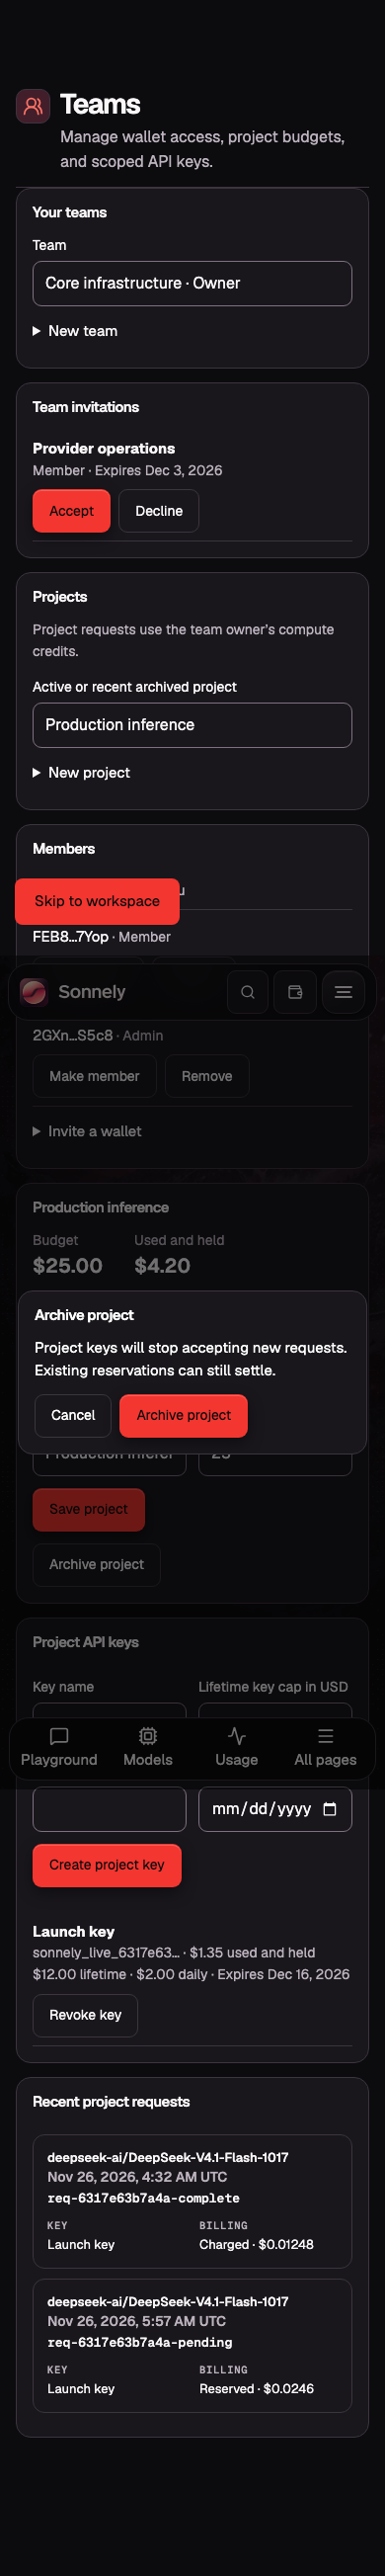 Teams
Manage wallet access, project budgets,
and scoped API keys.
Your teams
Team
Core infrastructure · Owner
New team
Team invitations
Provider operations
Member · Expires Dec 3, 2026
Accept
Decline
Projects
Project requests use the team owner's compute
credits.
Active or recent archived project
Production inference
New project
Members
Skip to workspace
FEB8...7Yop · Member
Sonnely
2GXn...S5c8 · Admin
Make member
Remove
Invite a wallet
Production inference
Budget
Used and held
$25.00
$4.20
Archive project
Project keys will stop accepting new requests.
Existing reservations can still settle.
Cancel
Archive project
Save project
Archive project
Project API keys
Key name
Lifetime key cap in USD
Playground
Models
Usage
All pages
mm/dd/yyyy
Create project key
Launch key
sonnely_live_6317e63... · $1.35 used and held
$12.00 lifetime · $2.00 daily · Expires Dec 16, 2026
Revoke key
Recent project requests
deepseek-ai/DeepSeek-V4.1-Flash-1017
Nov 26, 2026, 4:32 AM UTC
req-6317e63b7a4a-complete
KEY
BILLING
Launch key
Charged · $0.01248
deepseek-ai/DeepSeek-V4.1-Flash-1017
Nov 26, 2026, 5:57 AM UTC
req-6317e63b7a4a-pending
KEY
BILLING
Launch key
Reserved · $0.0246